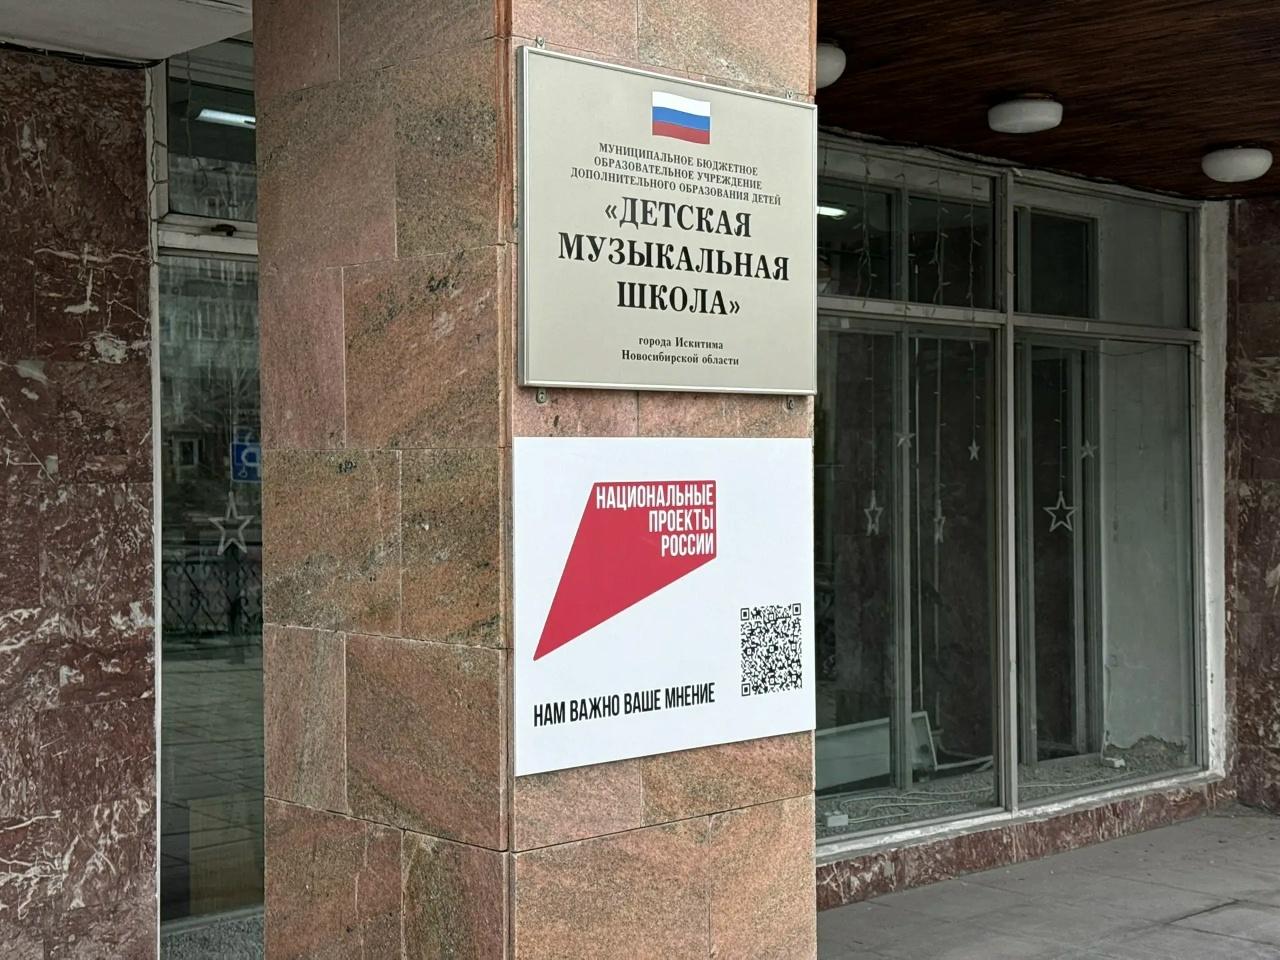 МУНИЦИПАЛЬНОЕ БЮДЖЕТНОЕ
ОБРАЗОВАТЕЛЬНОЕ УЧРЕЖДЕНИЕ
ДОПОЛНИТЕЛЬНОГО ОБРАЗОВАНИЯ ДЕТЕЙ
«ДЕТСКАЯ
МУЗЫКАЛЬНАЯ
ШКОЛА»
города Искитима
Новосибирской области
НАЦИОНАЛЬНЫЕ
ПРОЕКТЫ
РОССИИ
НАМ ВАЖНО ВАШЕ МНЕНИЕ